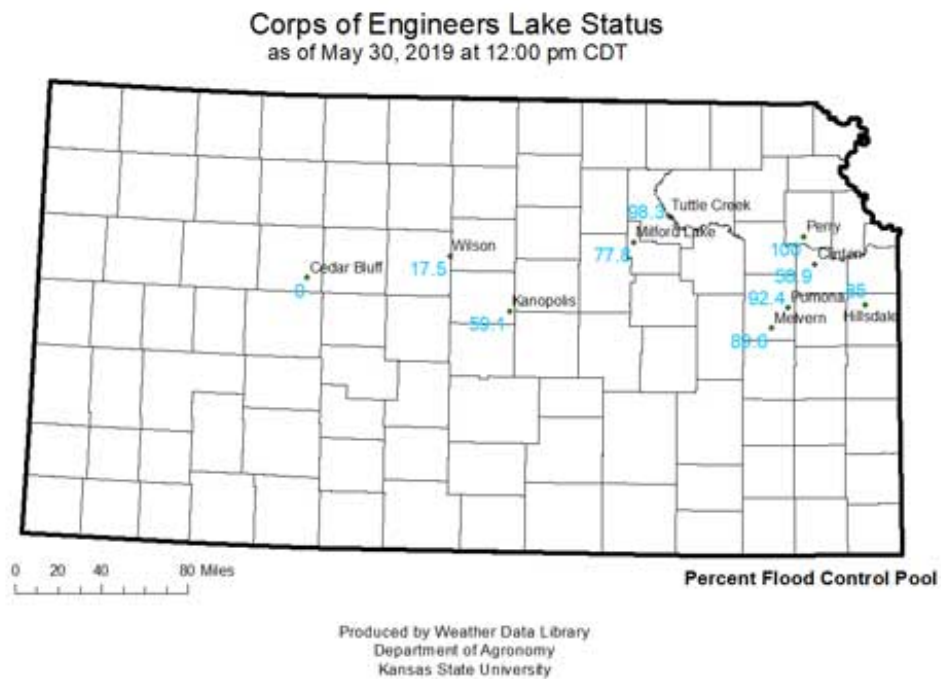 Corps of Engineers Lake Status
as of May 30, 2019 at 12:00 pm CDT
98.3
Tuttle Creek
Milford Lake
77.8
Perry
100
Clinton
58.9
Wilson
17.5
Cedar Bluff
0
Kanopolis
59.1
92.4
Pomona
Melvern
Hillsdale
0 20 40 80 Miles
Percent Flood Control Pool
Produced by Weather Data Library
Department of Agronomy
Kansas State University